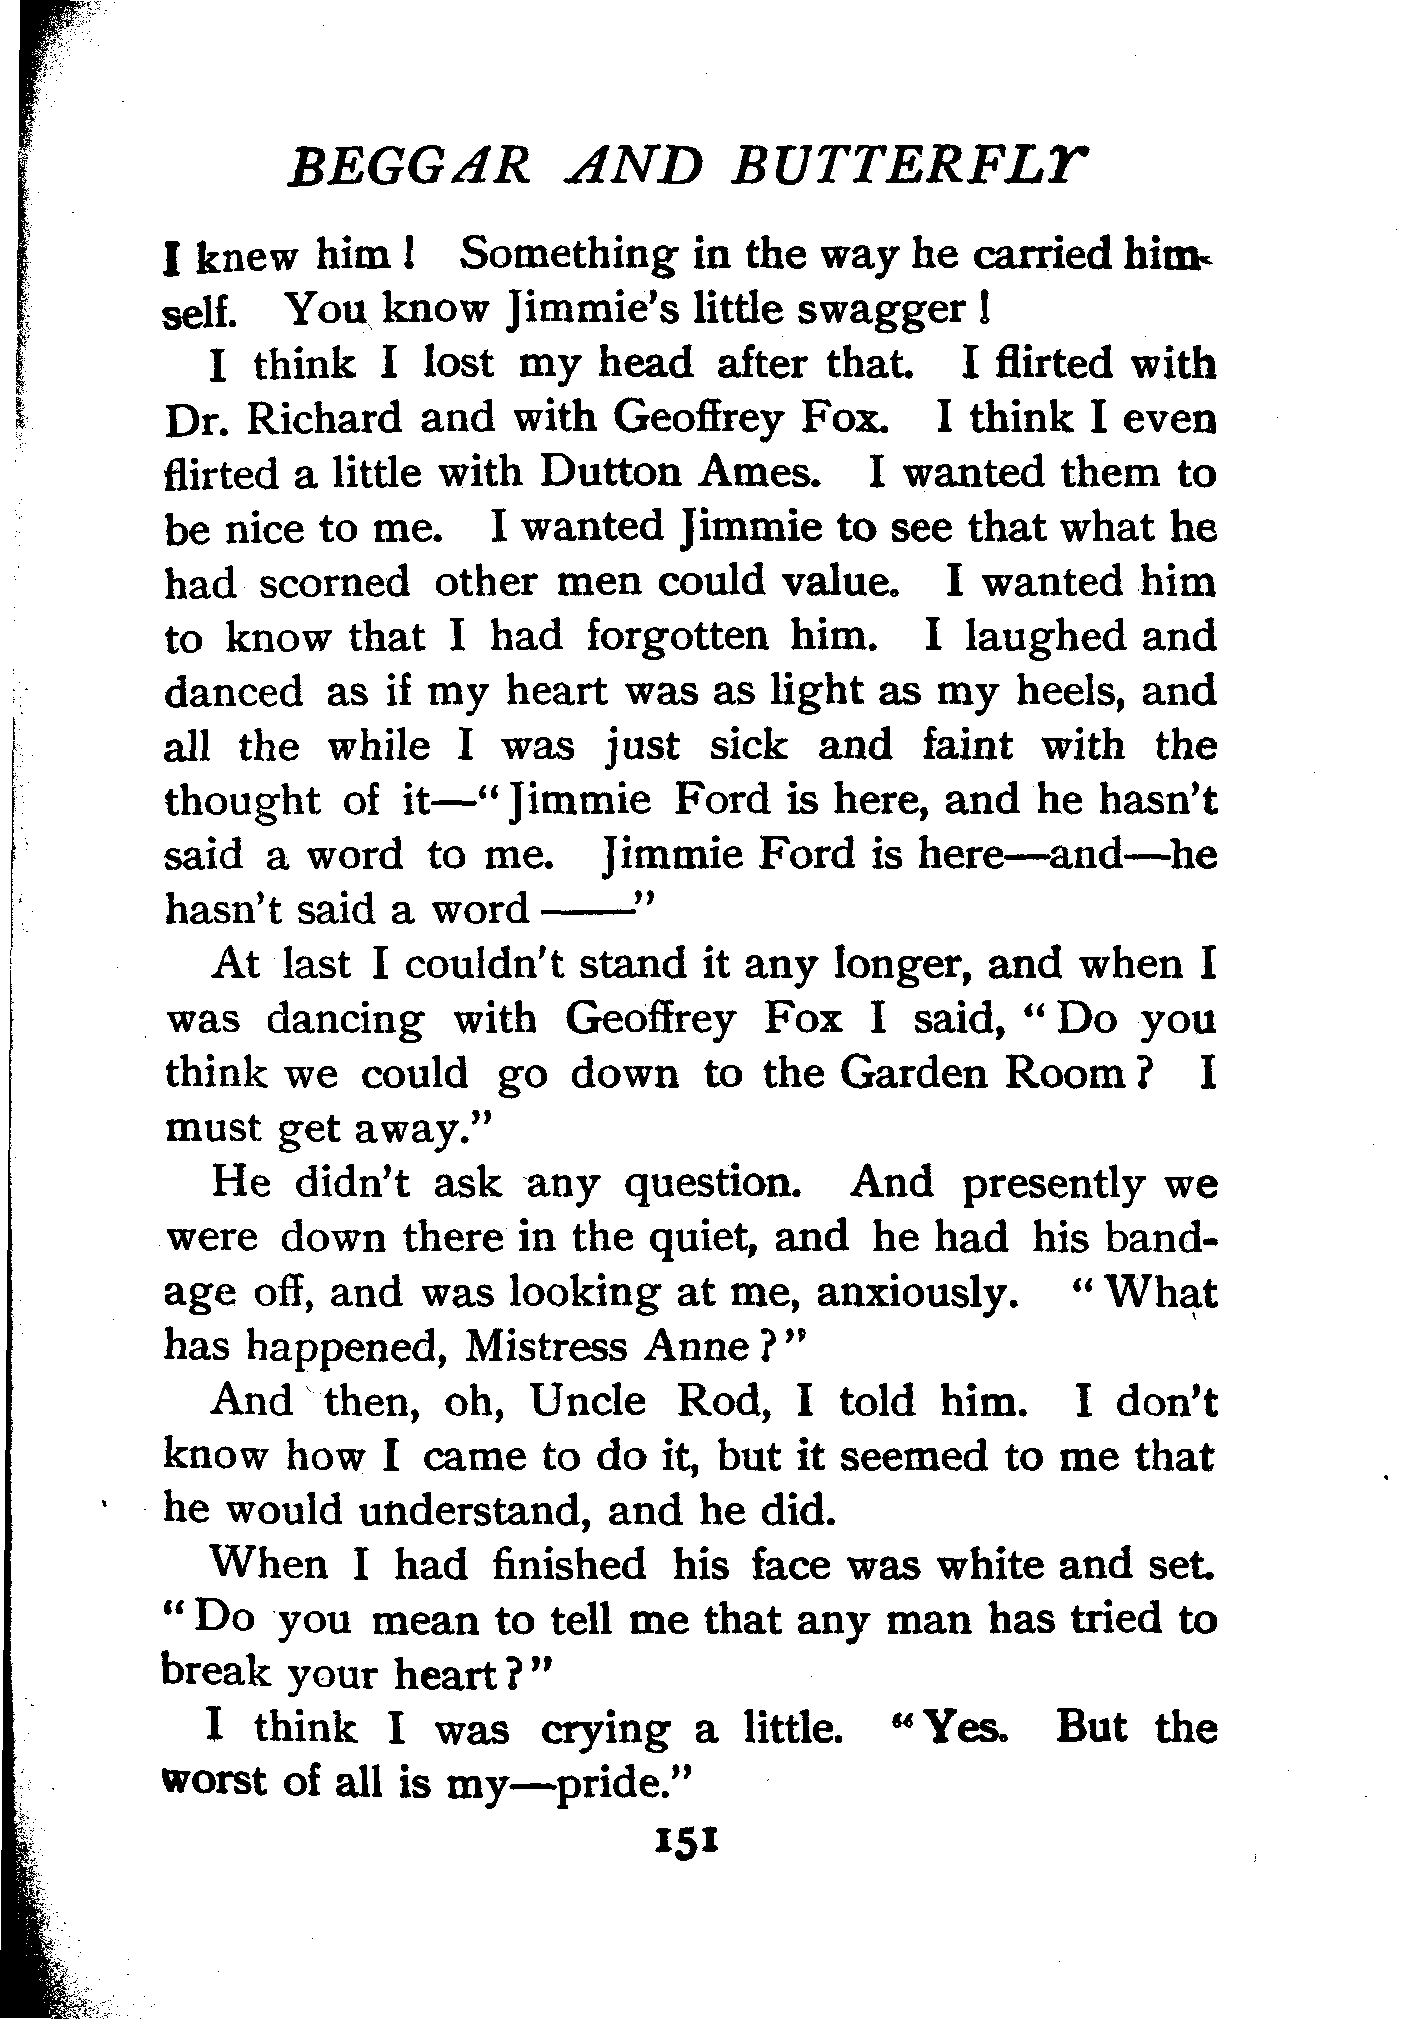 BEGGAR AND BUTTERFLY
I knew him! Something in the way he carried him-
self. You know Jimmie's little swagger!
I think I lost my head after that. I flirted with
Dr. Richard and with Geoffrey Fox. I think I even
flirted a little with Dutton Ames. I wanted them to
be nice to me. I wanted Jimmie to see that what he
had scorned other men could value. I wanted him
to know that I had forgotten him. I laughed and
danced as if my heart was as light as my heels, and
all the while I was just sick and faint with the
thought of it—"Jimmie Ford is here, and he hasn't
said a word to me. Jimmie Ford is here—and—he
hasn't said a word ——"
At last I couldn't stand it any longer, and when I
was dancing with Geoffrey Fox I said, "Do you
think we could go down to the Garden Room? I
must get away."
He didn't ask any question. And presently we
were down there in the quiet, and he had his band-
age off, and was looking at me, anxiously. "What
has happened, Mistress Anne?"
And then, oh, Uncle Rod, I told him. I don't
know how I came to do it, but it seemed to me that
he would understand, and he did.
When I had finished his face was white and set.
"Do you mean to tell me that any man has tried to
break your heart?"
I think I was crying a little. "Yes. But the
worst of all is my—pride."
151